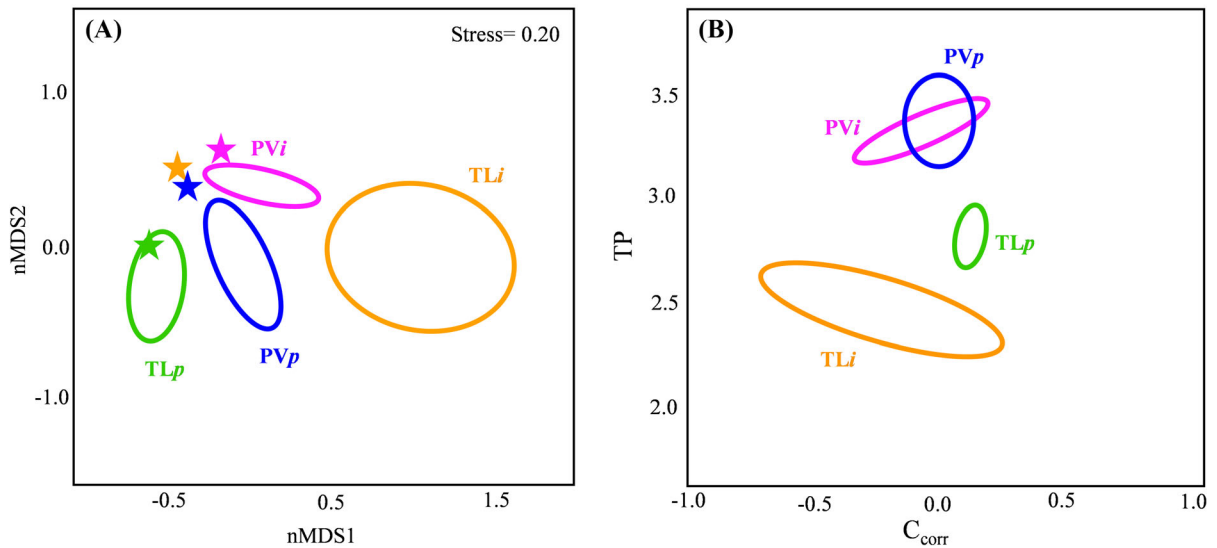 (A)
Stress= 0.20
1.0
0.0
-1.0
nMDS2
PVi
TLi
TLp
PVp
-0.5
0.5
1.5
nMDS1
(B)
3.5
3.0
2.5
2.0
TP
PVp
PVi
TLp
TLi
-1.0
-0.5
0.0
0.5
1.0
Ccorr